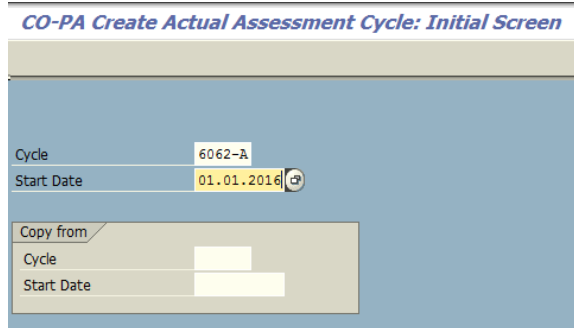 CO-PA Create Actual Assessment Cycle: Initial Screen
Cycle 6062-A
Start Date 01.01.2016
Copy from
Cycle
Start Date